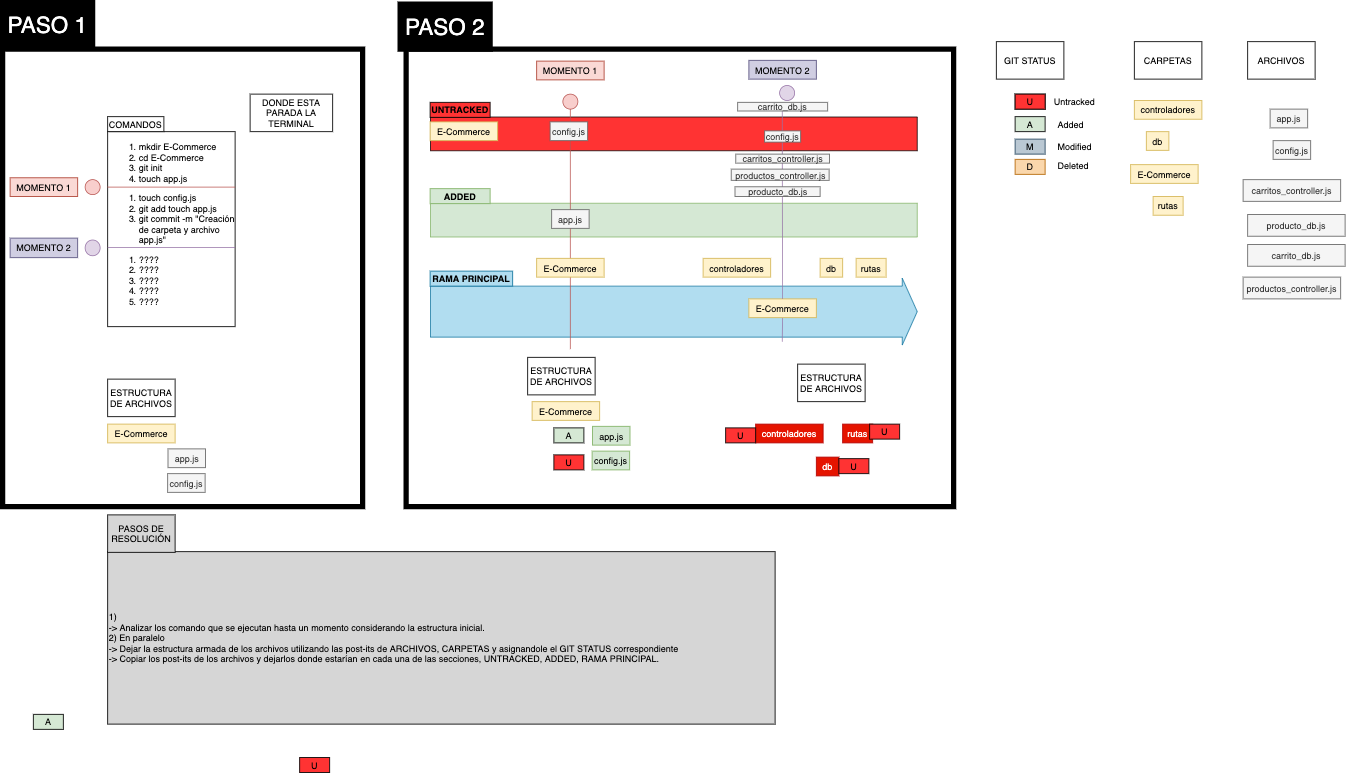 PASO 1
DONDE ESTA
PARADA LA
TERMINAL
COMANDOS
1. mkdir E-Commerce
2. cd E-Commerce
3. git init
4. touch app.js
MOMENTO 1
1. touch config.js
2. git add touch app.js
3. git commit -m "Creación
de carpeta y archivo
app.js"
MOMENTO 2
1. ????
2. ????
3. ????
4. ????
5. ????
ESTRUCTURA
DE ARCHIVOS
E-Commerce
app.js
config.js
PASO 2
MOMENTO 1
MOMENTO 2
carrito_db.js
UNTRACKED
E-Commerce
config.js
config.js
carritos_controller.js
productos_controller.js
producto_db.js
ADDED
app.js
E-Commerce
controladores
db
rutas
RAMA PRINCIPAL
E-Commerce
ESTRUCTURA
DE ARCHIVOS
E-Commerce
A
app.js
U
config.js
ESTRUCTURA
DE ARCHIVOS
U
controladores
rutas
U
db
U
GIT STATUS
U
Untracked
A
Added
M
Modified
D
Deleted
CARPETAS
controladores
db
E-Commerce
rutas
ARCHIVOS
app.js
config.js
carritos_controller.js
producto_db.js
carrito_db.js
productos_controller.js
PASOS DE
RESOLUCIÓN
1)
-> Analizar los comando que se ejecutan hasta un momento considerando la estructura inicial.
2) En paralelo
-> Dejar la estructura armada de los archivos utilizando las post-its de ARCHIVOS, CARPETAS y asignandole el GIT STATUS correspondiente
-> Copiar los post-its de los archivos y dejarlos donde estarian en cada una de las secciones, UNTRACKED, ADDED, RAMA PRINCIPAL.
A
U